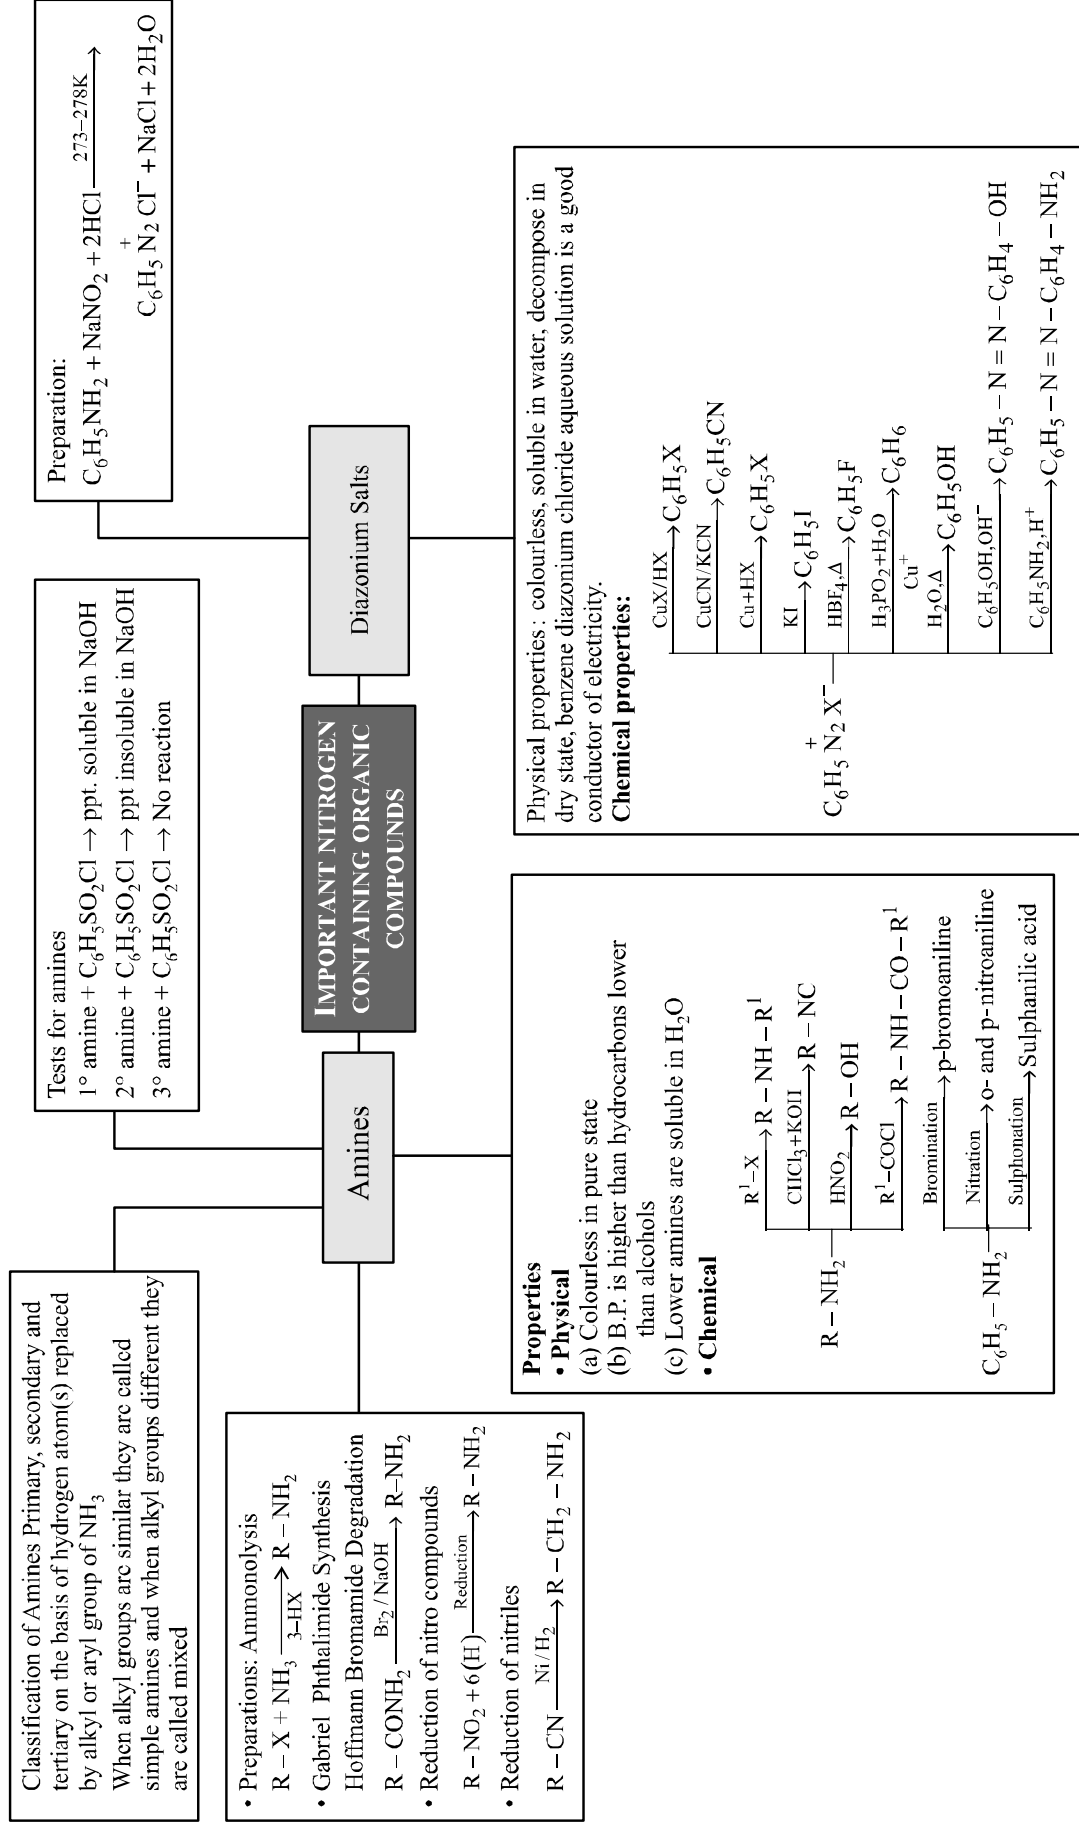 Classification of Amines Primary, secondary and
tertiary on the basis of hydrogen atom(s) replaced
by alkyl or aryl group of NH₃
When alkyl groups are similar they are called
simple amines and when alkyl groups different they
are called mixed
Tests for amines
1° amine + C₆H₅SO₂Cl → ppt. soluble in NaOH
2° amine + C₆H₅SO₂Cl → ppt insoluble in NaOH
3° amine + C₆H₅SO₂Cl → No reaction
Preparation:
C₆H₅NH₂ + NaNO₂ + 2HCl —273–278K→
C₆H₅N₂⁺Cl⁻ + NaCl + 2H₂O
Amines
IMPORTANT NITROGEN
CONTAINING ORGANIC
COMPOUNDS
Diazonium Salts
• Preparations: Ammonolysis
R – X + NH₃ —3–HX→ R – NH₂
• Gabriel Phthalimide Synthesis
Hoffmann Bromamide Degradation
R – CONH₂ —Br₂ / NaOH→ R–NH₂
• Reduction of nitro compounds
R – NO₂ + 6(H) —Reduction→ R – NH₂
• Reduction of nitriles
R – CN —Ni/H₂→ R – CH₂ – NH₂
Properties
• Physical
(a) Colourless in pure state
(b) B.P. is higher than hydrocarbons lower
than alcohols
(c) Lower amines are soluble in H₂O
• Chemical
R – NH₂
R¹–X → R – NH – R¹
CHCl₃+KOH → R – NC
HNO₂ → R – OH
R¹–COCl → R – NH – CO – R¹
C₆H₅ – NH₂
Bromination → p-bromoaniline
Nitration → o- and p-nitroaniline
Sulphonation → Sulphanilic acid
Physical properties : colourless, soluble in water, decompose in
dry state, benzene diazonium chloride aqueous solution is a good
conductor of electricity.
Chemical properties:
C₆H₅N₂⁺X⁻
CuX/HX → C₆H₅X
CuCN/KCN → C₆H₅CN
Cu+HX → C₆H₅X
KI → C₆H₅I
HBF₄,Δ → C₆H₅F
H₃PO₂+H₂O → C₆H₆
Cu⁺
H₂O,Δ → C₆H₅OH
C₆H₅OH,OH⁻ → C₆H₅ – N = N – C₆H₄ – OH
C₆H₅NH₂,H⁺ → C₆H₅ – N = N – C₆H₄ – NH₂